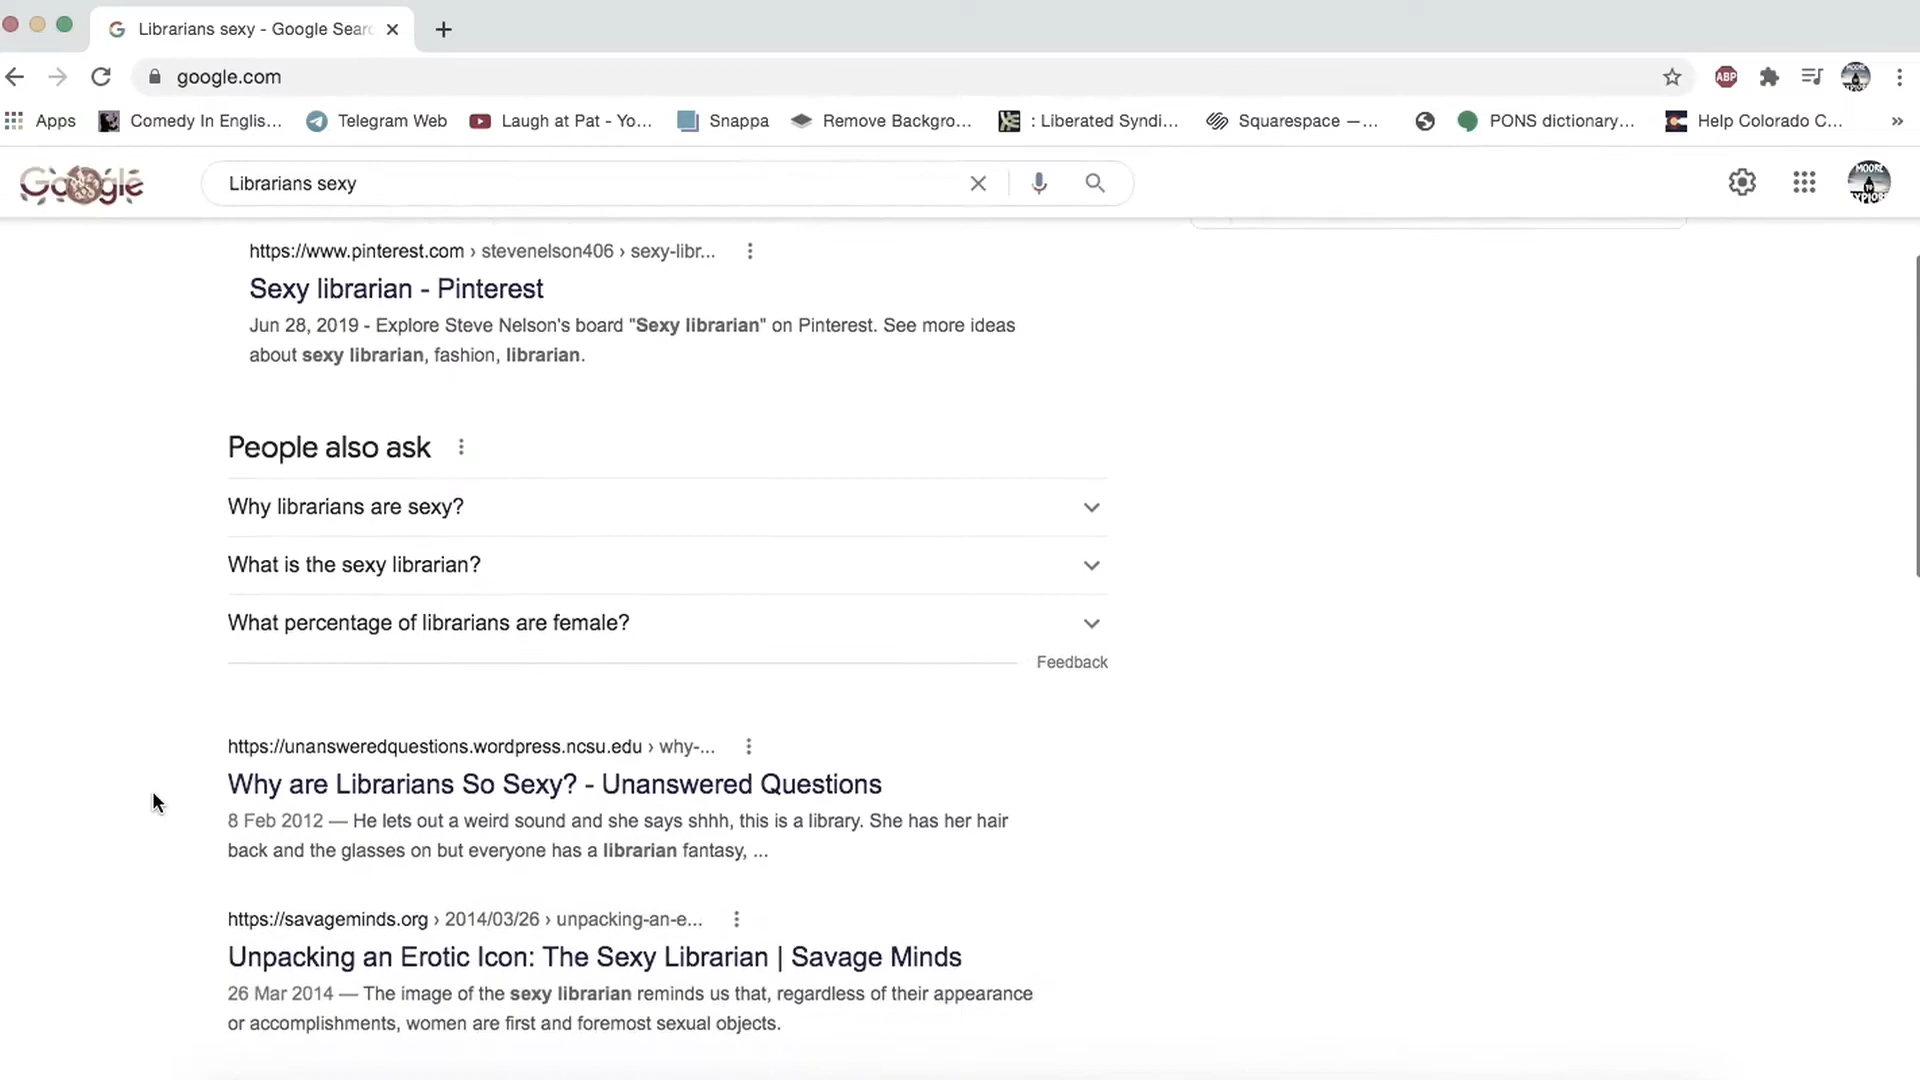 Librarians sexy - Google Sear
google.com
ABP
Apps
Comedy In Englis...
Telegram Web
Laugh at Pat - Yo...
Snappa
Remove Backgro...
: Liberated Syndi...
Squarespace —...
PONS dictionary...
Help Colorado C...
»
Google
Librarians sexy
MOORE
TO
EXPLORE
https://www.pinterest.com › stevenelson406 › sexy-libr...
Sexy librarian - Pinterest
Jun 28, 2019 - Explore Steve Nelson's board "Sexy librarian" on Pinterest. See more ideas
about sexy librarian, fashion, librarian.
People also ask
Why librarians are sexy?
What is the sexy librarian?
What percentage of librarians are female?
Feedback
https://unansweredquestions.wordpress.ncsu.edu › why-...
Why are Librarians So Sexy? - Unanswered Questions
8 Feb 2012 — He lets out a weird sound and she says shhh, this is a library. She has her hair
back and the glasses on but everyone has a librarian fantasy, ...
https://savageminds.org › 2014/03/26 › unpacking-an-e...
Unpacking an Erotic Icon: The Sexy Librarian | Savage Minds
26 Mar 2014 — The image of the sexy librarian reminds us that, regardless of their appearance
or accomplishments, women are first and foremost sexual objects.